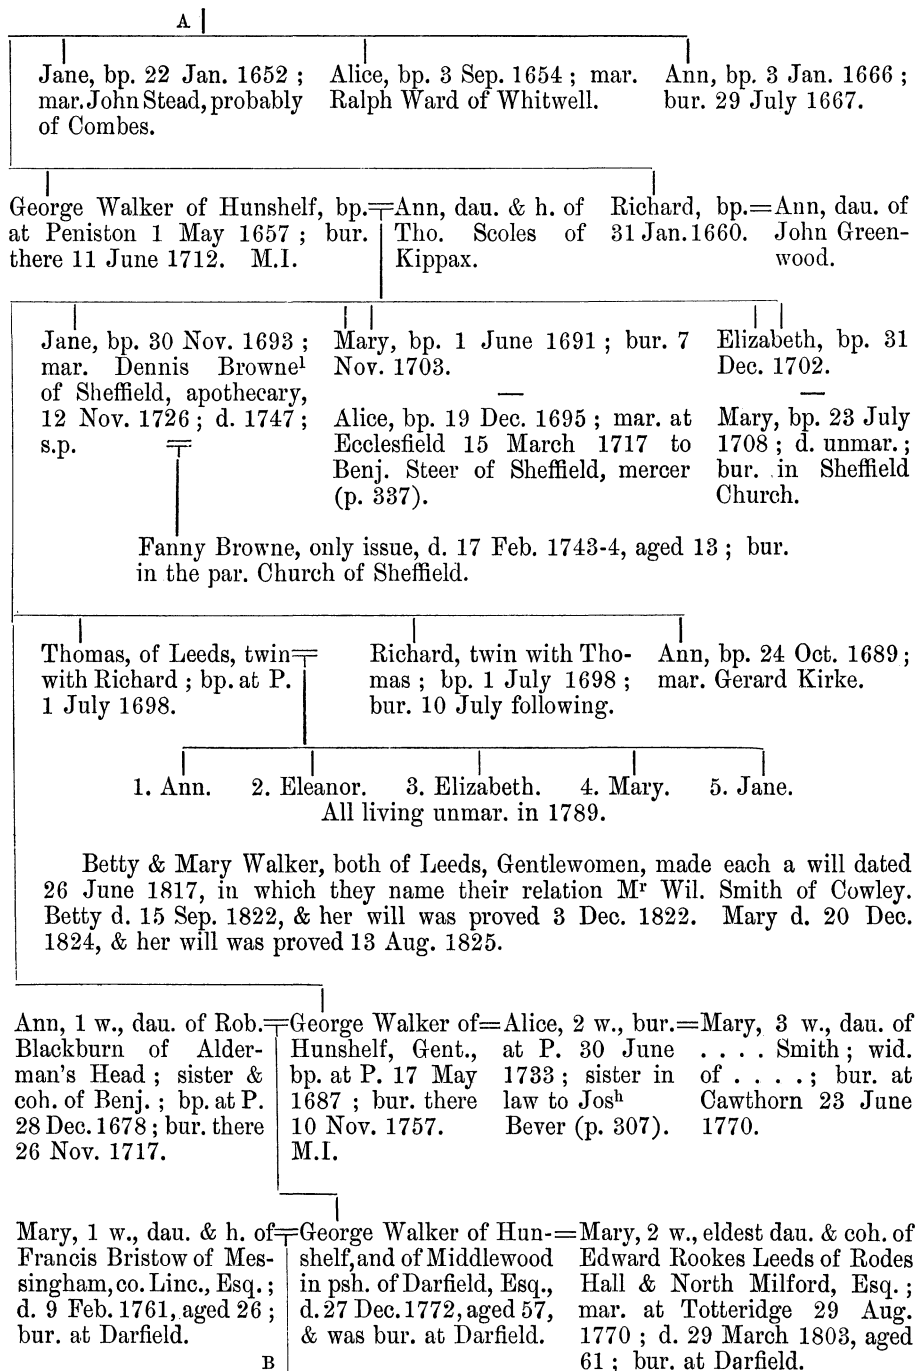 A
Jane, bp. 22 Jan. 1652 ;
mar. John Stead, probably
of Combes.
Alice, bp. 3 Sep. 1654 ; mar.
Ralph Ward of Whitwell.
Ann, bp. 3 Jan. 1666 ;
bur. 29 July 1667.
George Walker of Hunshelf, bp.
at Peniston 1 May 1657 ; bur.
there 11 June 1712. M.I.
=
Ann, dau. & h. of
Tho. Scoles of
Kippax.
Richard, bp.
31 Jan. 1660.
=
Ann, dau. of
John Green-
wood.
Jane, bp. 30 Nov. 1693 ;
mar. Dennis Browne¹
of Sheffield, apothecary,
12 Nov. 1726 ; d. 1747 ;
s.p. =
Mary, bp. 1 June 1691 ; bur. 7
Nov. 1703.
—
Alice, bp. 19 Dec. 1695 ; mar. at
Ecclesfield 15 March 1717 to
Benj. Steer of Sheffield, mercer
(p. 337).
Elizabeth, bp. 31
Dec. 1702.
—
Mary, bp. 23 July
1708 ; d. unmar. ;
bur. in Sheffield
Church.
Fanny Browne, only issue, d. 17 Feb. 1743-4, aged 13 ; bur.
in the par. Church of Sheffield.
Thomas, of Leeds, twin=
with Richard ; bp. at P.
1 July 1698.
Richard, twin with Tho-
mas ; bp. 1 July 1698 ;
bur. 10 July following.
Ann, bp. 24 Oct. 1689 ;
mar. Gerard Kirke.
1. Ann. 2. Eleanor. 3. Elizabeth. 4. Mary. 5. Jane.
All living unmar. in 1789.
Betty & Mary Walker, both of Leeds, Gentlewomen, made each a will dated
26 June 1817, in which they name their relation Mʳ Wil. Smith of Cowley.
Betty d. 15 Sep. 1822, & her will was proved 3 Dec. 1822. Mary d. 20 Dec.
1824, & her will was proved 13 Aug. 1825.
Ann, 1 w., dau. of Rob.
Blackburn of Alder-
man's Head ; sister &
coh. of Benj. ; bp. at P.
28 Dec. 1678 ; bur. there
26 Nov. 1717.
=
George Walker of
Hunshelf, Gent.,
bp. at P. 17 May
1687 ; bur. there
10 Nov. 1757.
M.I.
=
Alice, 2 w., bur.
at P. 30 June
1733 ; sister in
law to Josʰ
Bever (p. 307).
=
Mary, 3 w., dau. of
. . . . Smith ; wid.
of . . . . ; bur. at
Cawthorn 23 June
1770.
Mary, 1 w., dau. & h. of
Francis Bristow of Mes-
singham, co. Linc., Esq. ;
d. 9 Feb. 1761, aged 26 ;
bur. at Darfield.
=
George Walker of Hun-
shelf, and of Middlewood
in psh. of Darfield, Esq.,
d. 27 Dec. 1772, aged 57,
& was bur. at Darfield.
=
Mary, 2 w., eldest dau. & coh. of
Edward Rookes Leeds of Rodes
Hall & North Milford, Esq. ;
mar. at Totteridge 29 Aug.
1770 ; d. 29 March 1803, aged
61 ; bur. at Darfield.
B